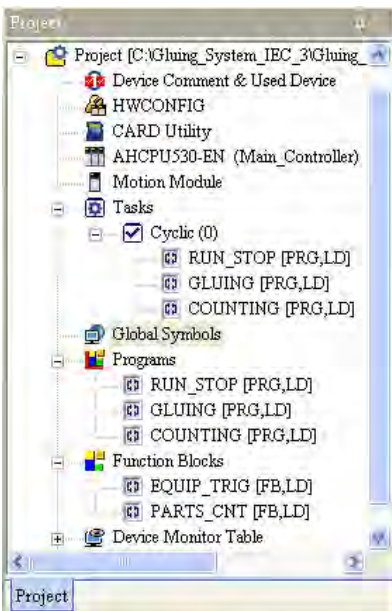 Project
Project [C:\Gluing_System_IEC_3\Gluing_
Device Comment & Used Device
HWCONFIG
CARD Utility
AHCPU530-EN (Main_Controller)
Motion Module
Tasks
Cyclic (0)
RUN_STOP [PRG,LD]
GLUING [PRG,LD]
COUNTING [PRG,LD]
Global Symbols
Programs
RUN_STOP [PRG,LD]
GLUING [PRG,LD]
COUNTING [PRG,LD]
Function Blocks
EQUIP_TRIG [FB,LD]
PARTS_CNT [FB,LD]
Device Monitor Table
Project